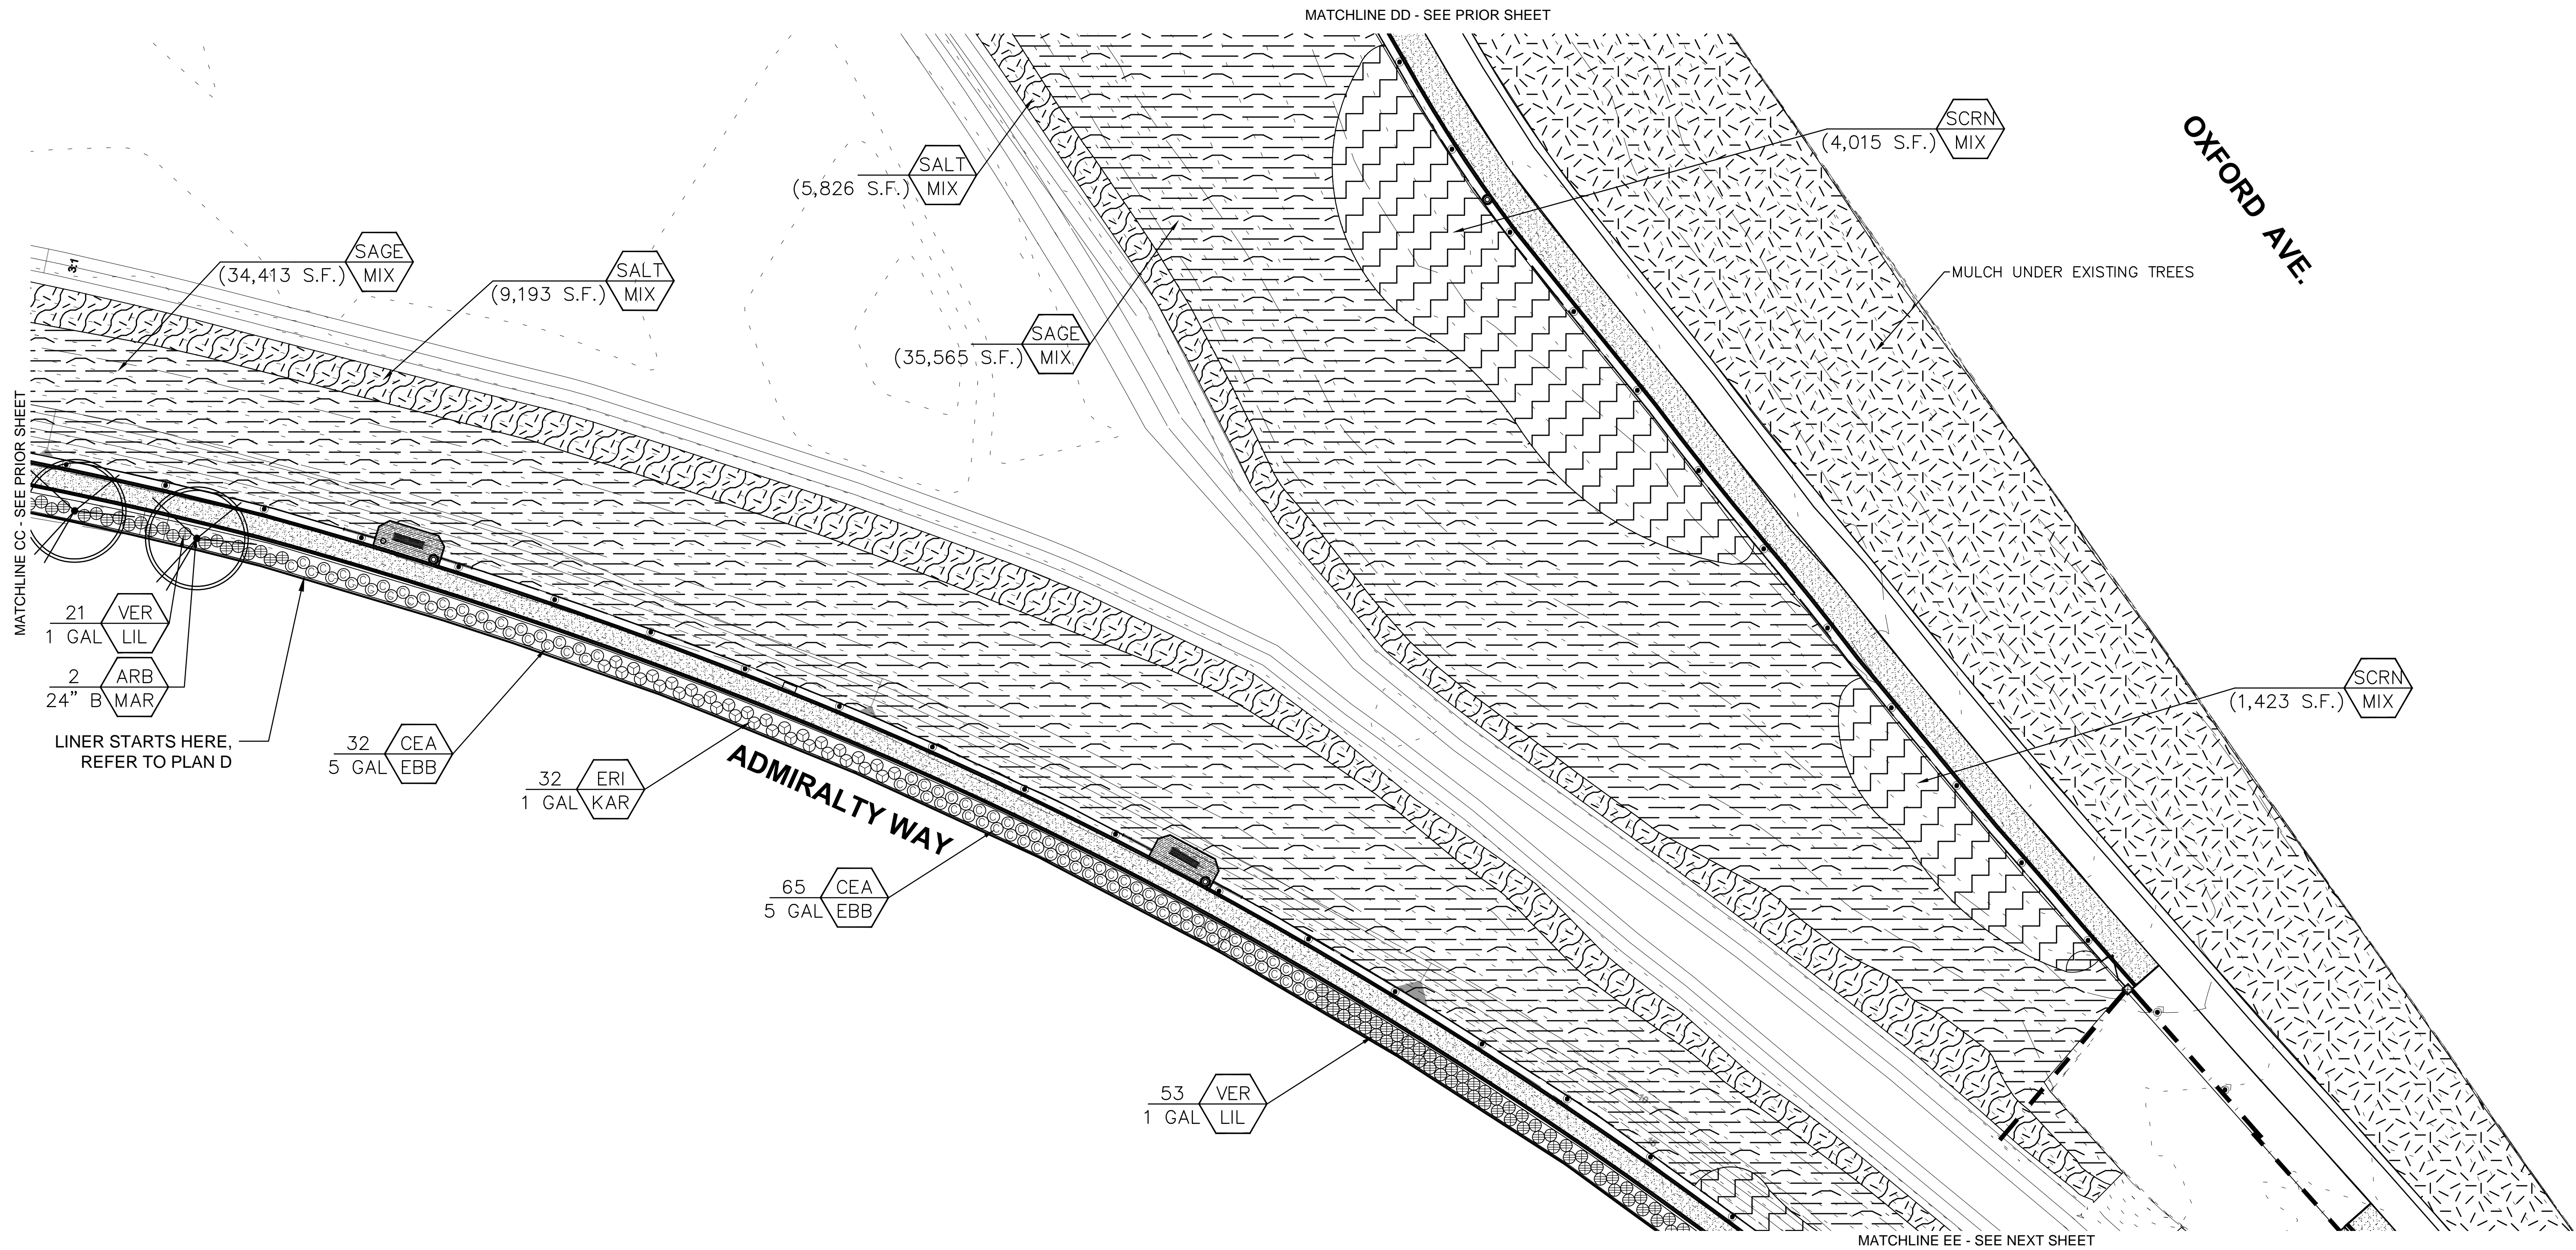 MATCHLINE DD - SEE PRIOR SHEET
SCRN
(4,015 S.F.) MIX
OXFORD AVE.
SALT
(5,826 S.F.) MIX
SAGE
(34,413 S.F.) MIX
SALT
(9,193 S.F.) MIX
3:1
MULCH UNDER EXISTING TREES
SAGE
(35,565 S.F.) MIX
MATCHLINE CC - SEE PRIOR SHEET
21 VER
1 GAL LIL
2 ARB
24" B MAR
LINER STARTS HERE,
REFER TO PLAN D
32 CEA
5 GAL EBB
32 ERI
1 GAL KAR
ADMIRALTY WAY
65 CEA
5 GAL EBB
SCRN
(1,423 S.F.) MIX
53 VER
1 GAL LIL
MATCHLINE EE - SEE NEXT SHEET